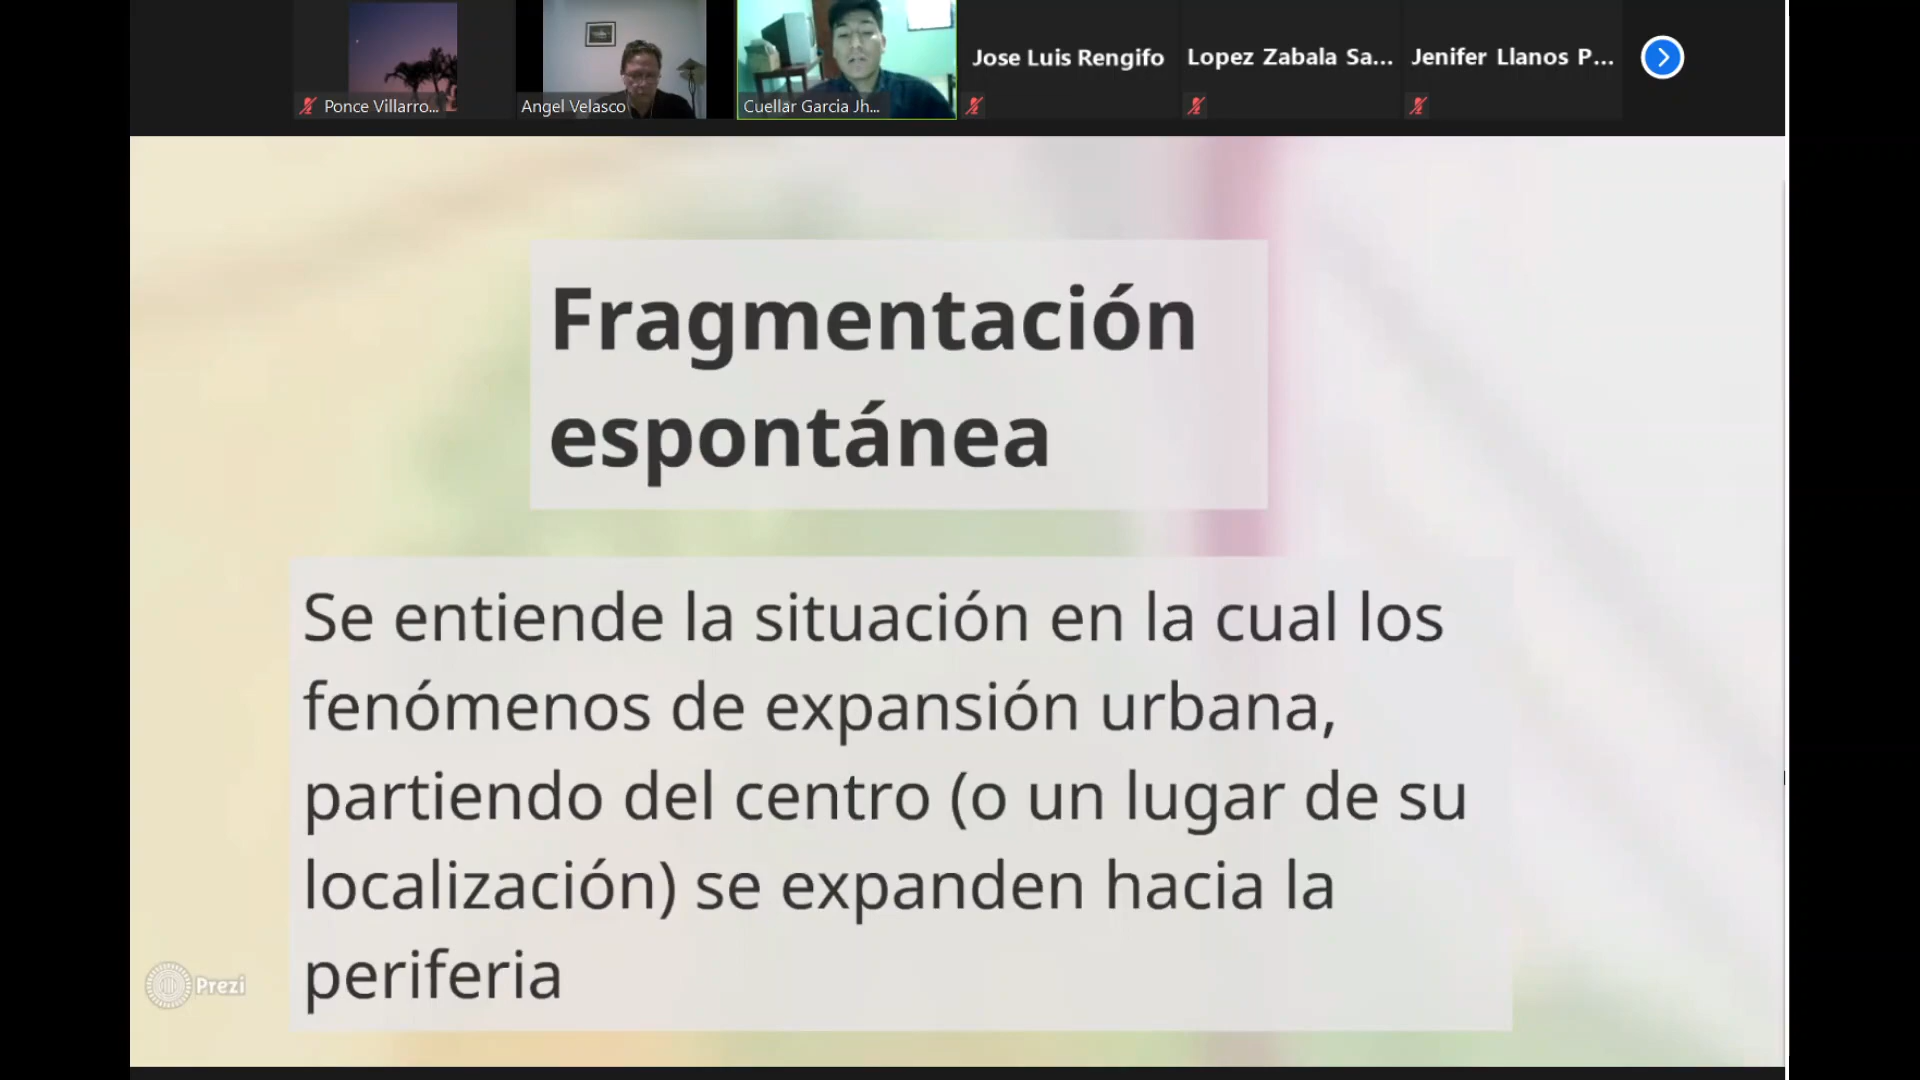 Ponce Villarro...
Angel Velasco
Cuellar Garcia Jh...
Jose Luis Rengifo
Lopez Zabala Sa...
Jenifer Llanos P...
Fragmentación
espontánea
Se entiende la situación en la cual los
fenómenos de expansión urbana,
partiendo del centro (o un lugar de su
localización) se expanden hacia la
periferia
Prezi